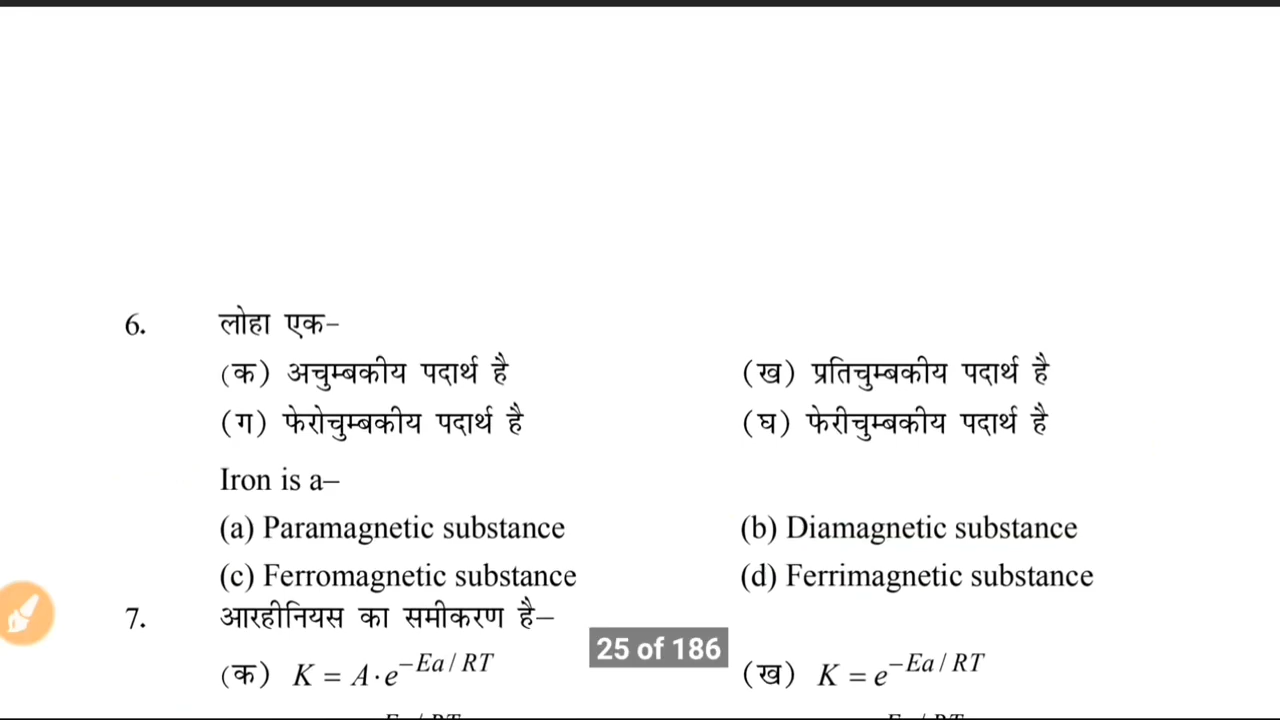 6. लोहा एक-
(क) अचुम्बकीय पदार्थ है (ख) प्रतिचुम्बकीय पदार्थ है
(ग) फेरोचुम्बकीय पदार्थ है (घ) फेरीचुम्बकीय पदार्थ है
Iron is a–
(a) Paramagnetic substance (b) Diamagnetic substance
(c) Ferromagnetic substance (d) Ferrimagnetic substance
7. आरहीनियस का समीकरण है–
25 of 186
(क) K = A·e^{-Ea/RT} (ख) K = e^{-Ea/RT}